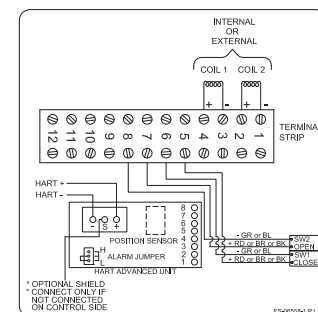 INTERNAL
OR
EXTERNAL
COIL 1 COIL 2
+ - + -
12 11 10 9 8 7 6 5 4 3 2 1
TERMINAL
STRIP
HART +
HART -
- S +
POSITION SENSOR
H
L
ALARM JUMPER
HART ADVANCED UNIT
8
7
6
5
4
3
2
1
- GR or BL
+ RD or BR or BK
- GR or BL
+ RD or BR or BK
SW2
OPEN
SW1
CLOSE
* OPTIONAL SHIELD
* CONNECT ONLY IF
NOT CONNECTED
ON CONTROL SIDE